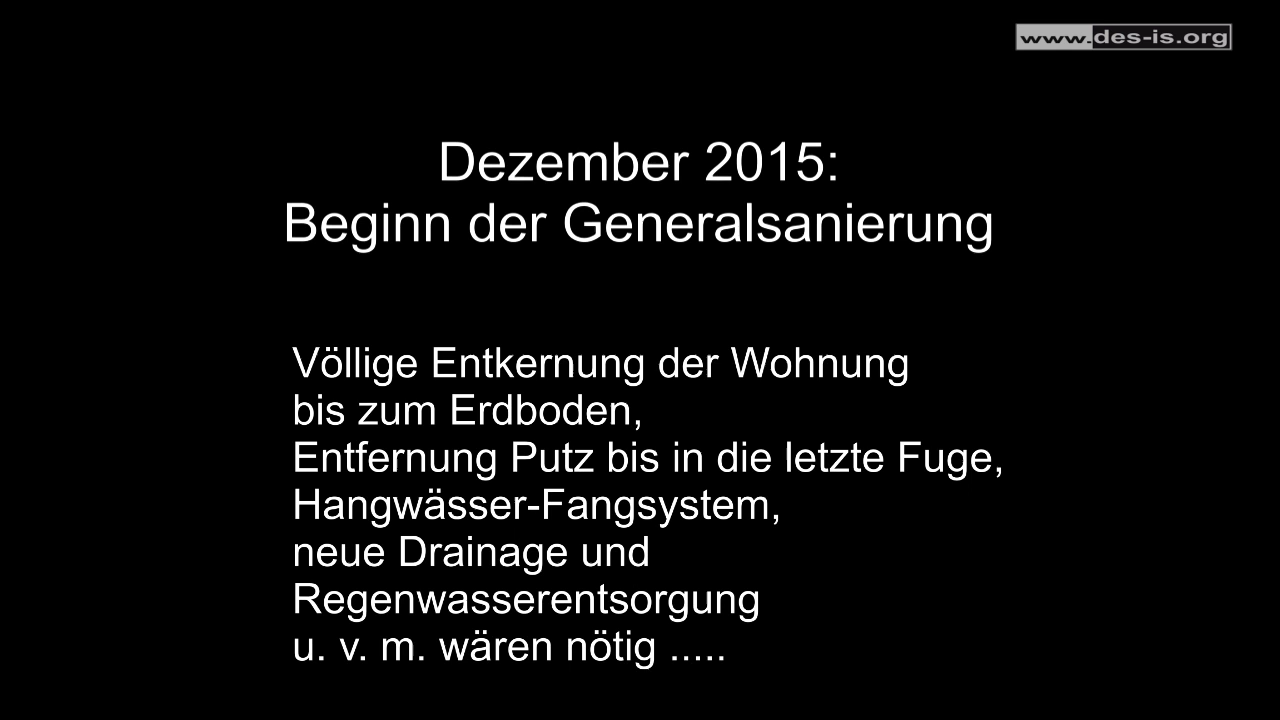 www.des-is.org
Dezember 2015:
Beginn der Generalsanierung
Völlige Entkernung der Wohnung
bis zum Erdboden,
Entfernung Putz bis in die letzte Fuge,
Hangwässer-Fangsystem,
neue Drainage und
Regenwasserentsorgung
u. v. m. wären nötig .....